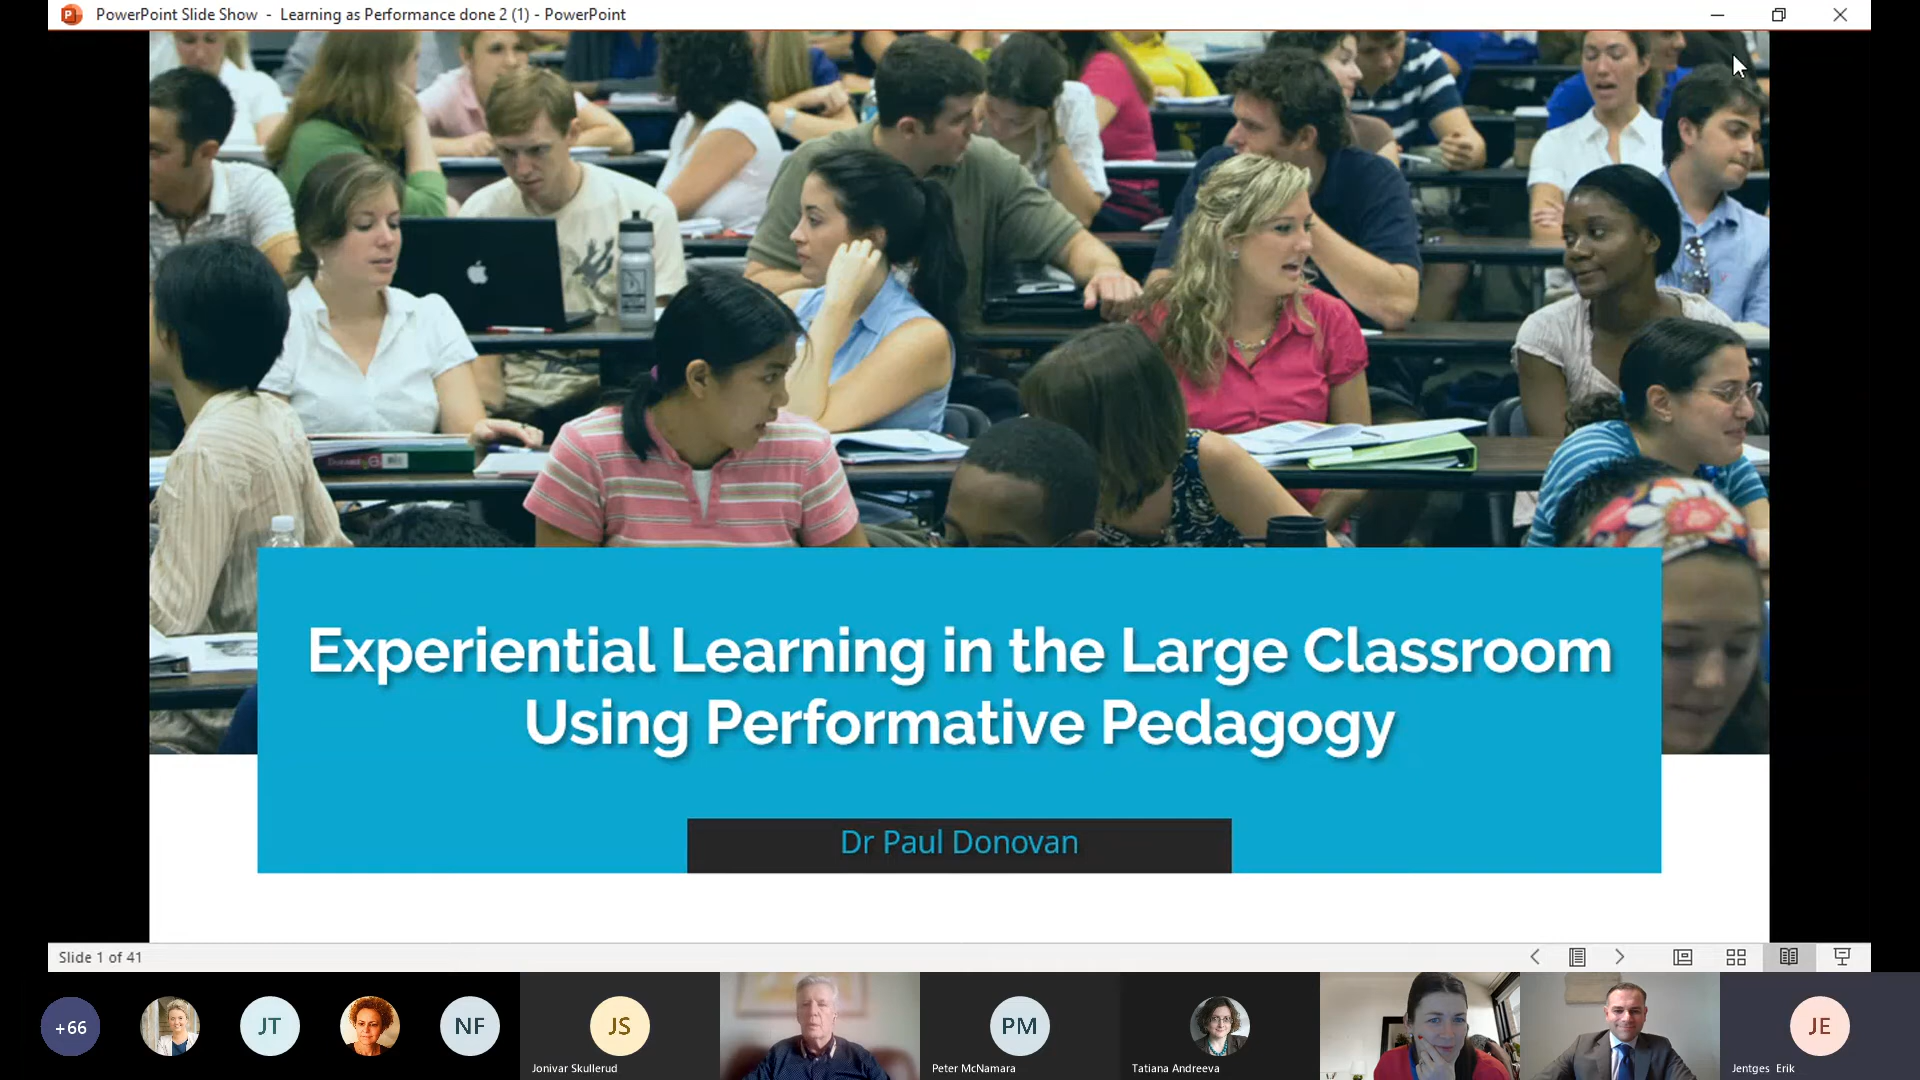 PowerPoint Slide Show - Learning as Performance done 2 (1) - PowerPoint
Experiential Learning in the Large Classroom
Using Performative Pedagogy
Dr Paul Donovan
Slide 1 of 41
+66
JT
NF
JS
PM
JE
Jonivar Skullerud
Peter McNamara
Tatiana Andreeva
Jentges Erik